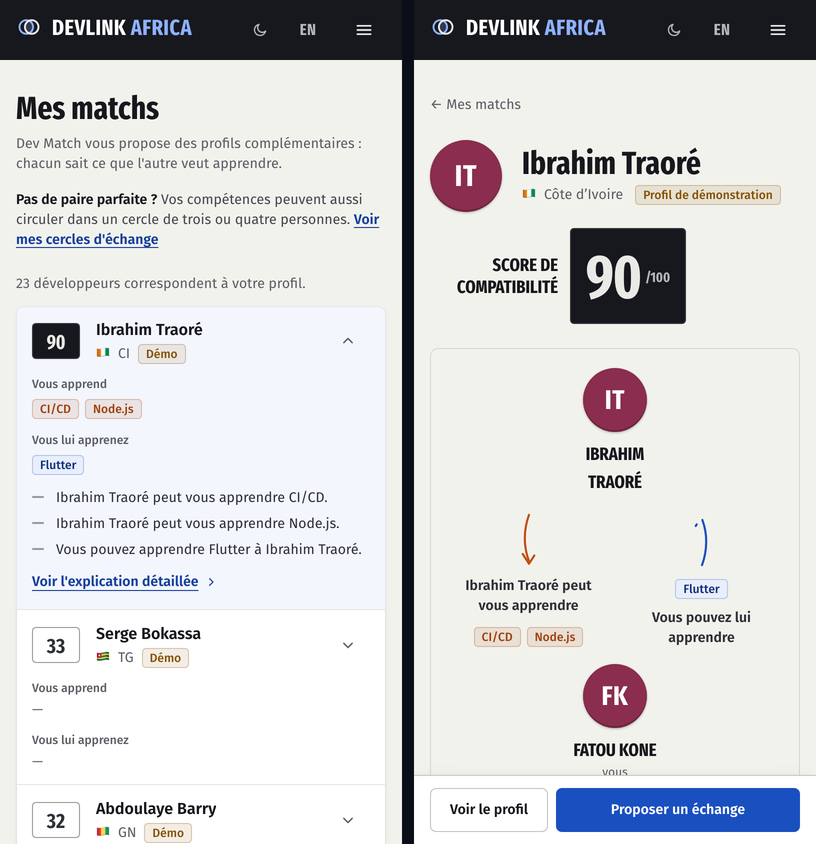 DEVLINK AFRICA
EN
Mes matchs
Dev Match vous propose des profils complémentaires :
chacun sait ce que l'autre veut apprendre.
Pas de paire parfaite ? Vos compétences peuvent aussi
circuler dans un cercle de trois ou quatre personnes. Voir
mes cercles d'échange
23 développeurs correspondent à votre profil.
90
Ibrahim Traoré
CI Démo
Vous apprend
CI/CD Node.js
Vous lui apprenez
Flutter
— Ibrahim Traoré peut vous apprendre CI/CD.
— Ibrahim Traoré peut vous apprendre Node.js.
— Vous pouvez apprendre Flutter à Ibrahim Traoré.
Voir l'explication détaillée
33
Serge Bokassa
TG Démo
Vous apprend
—
Vous lui apprenez
—
32
Abdoulaye Barry
GN Démo
DEVLINK AFRICA
EN
← Mes matchs
IT
Ibrahim Traoré
Côte d’Ivoire Profil de démonstration
SCORE DE
COMPATIBILITÉ
90 /100
IT
IBRAHIM
TRAORÉ
Ibrahim Traoré peut
vous apprendre
CI/CD Node.js
Flutter
Vous pouvez lui
apprendre
FK
FATOU KONE
vous
Voir le profil
Proposer un échange